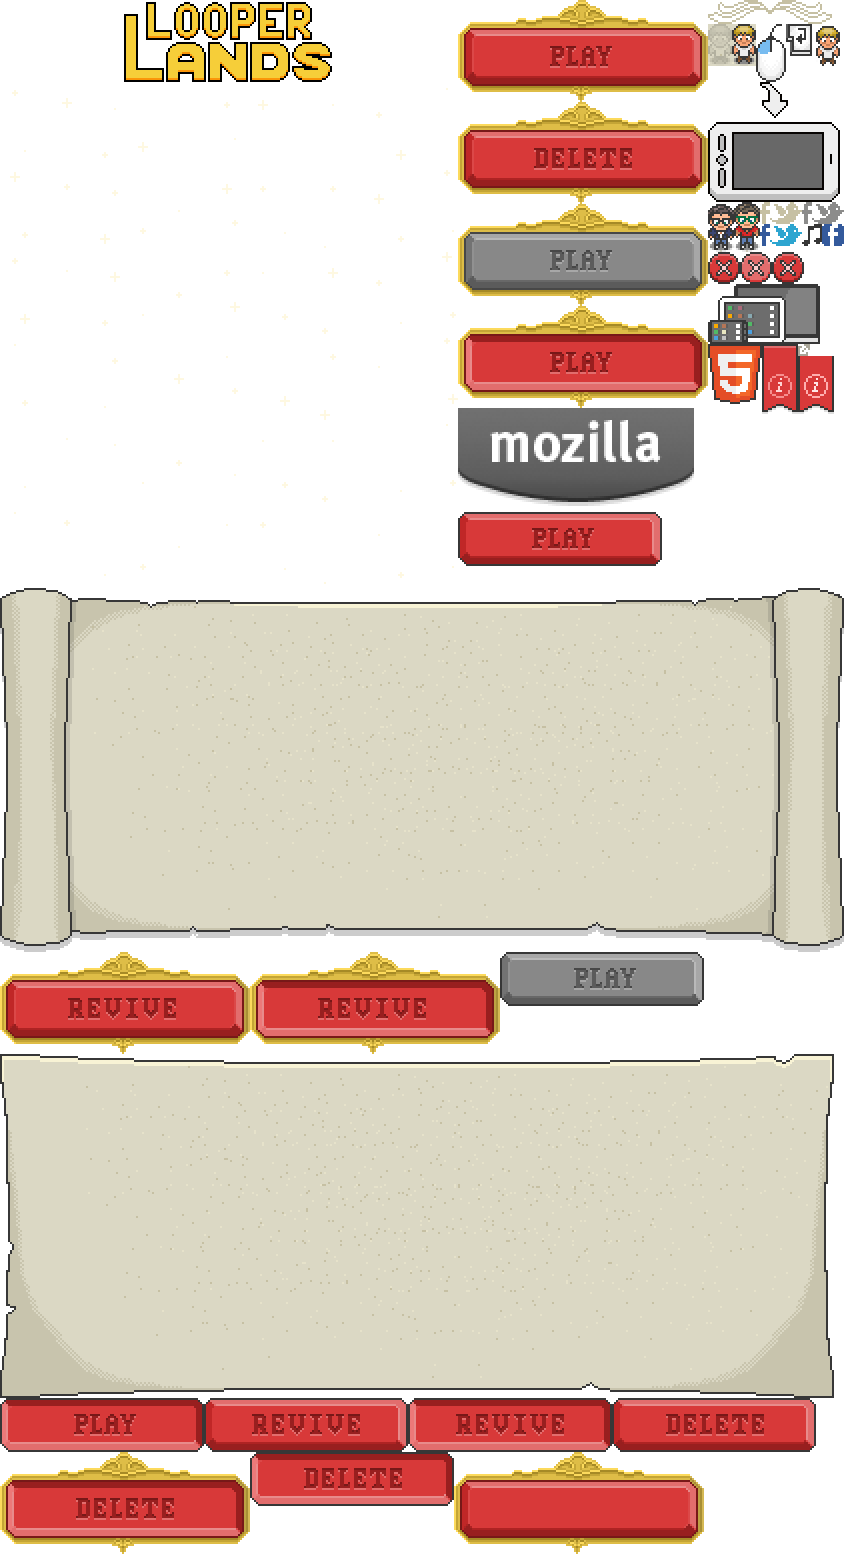 LOOPER
LANDS
PLAY
DELETE
PLAY
PLAY
5
i i
mozilla
PLAY
REVIVE REVIVE PLAY
PLAY REVIVE REVIVE DELETE
DELETE DELETE